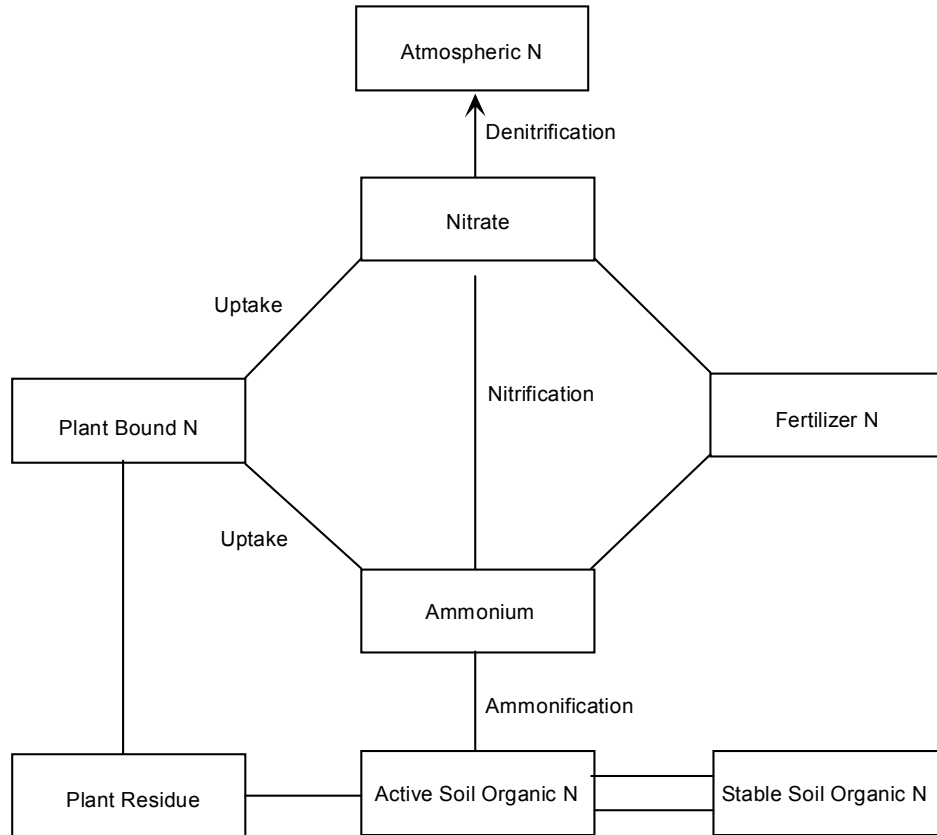 Atmospheric N
Denitrification
Nitrate
Uptake
Nitrification
Plant Bound N
Fertilizer N
Uptake
Ammonium
Ammonification
Plant Residue
Active Soil Organic N
Stable Soil Organic N